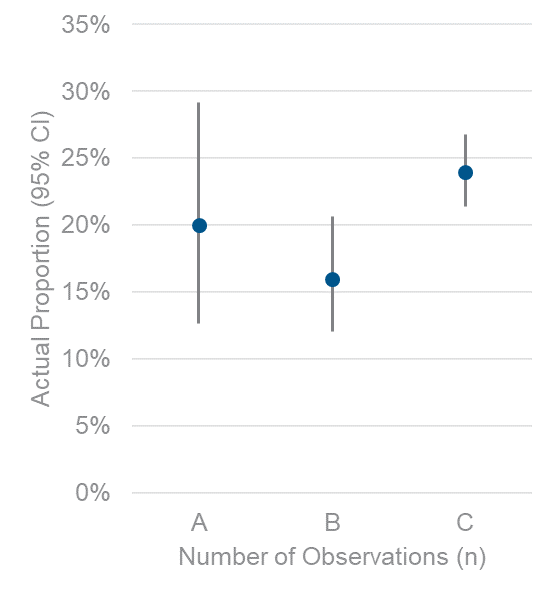 35%
30%
25%
20%
15%
10%
5%
0%
Actual Proportion (95% CI)
A B C
Number of Observations (n)